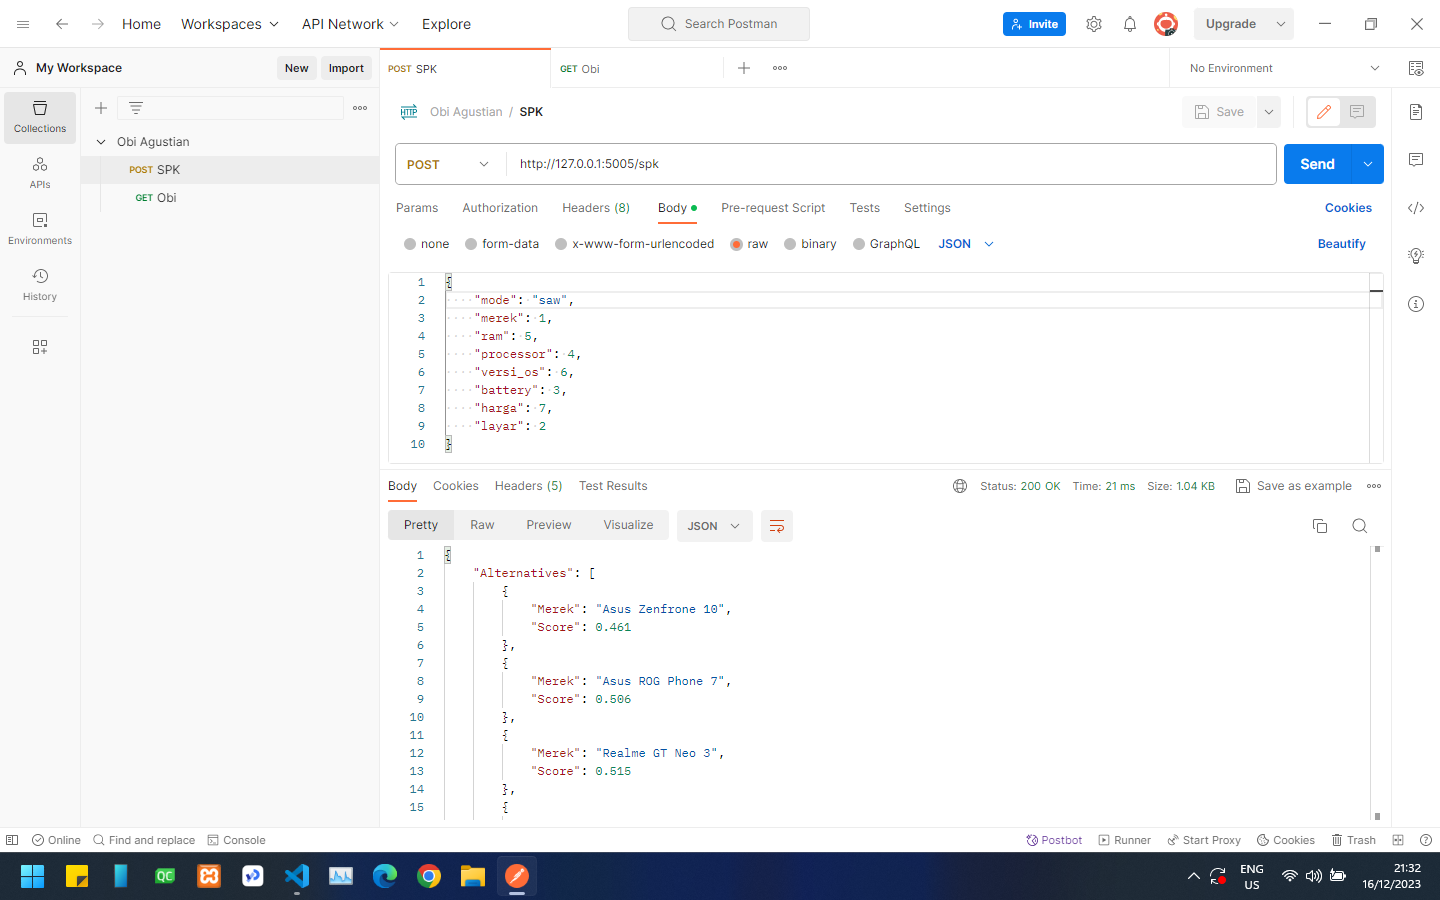 Home Workspaces API Network Explore Search Postman Invite Upgrade
My Workspace New Import POST SPK GET Obi No Environment
Collections
APIs
Environments
History
Obi Agustian
POST SPK
GET Obi
HTTP Obi Agustian / SPK Save
POST http://127.0.0.1:5005/spk Send
Params Authorization Headers (8) Body Pre-request Script Tests Settings Cookies
none form-data x-www-form-urlencoded raw binary GraphQL JSON Beautify
1 {
2 "mode": "saw",
3 "merek": 1,
4 "ram": 5,
5 "processor": 4,
6 "versi_os": 6,
7 "battery": 3,
8 "harga": 7,
9 "layar": 2
10 }
Body Cookies Headers (5) Test Results Status: 200 OK Time: 21 ms Size: 1.04 KB Save as example
Pretty Raw Preview Visualize JSON
1 {
2 "Alternatives": [
3 {
4 "Merek": "Asus Zenfrone 10",
5 "Score": 0.461
6 },
7 {
8 "Merek": "Asus ROG Phone 7",
9 "Score": 0.506
10 },
11 {
12 "Merek": "Realme GT Neo 3",
13 "Score": 0.515
14 },
15 {
Online Find and replace Console Postbot Runner Start Proxy Cookies Trash
QC
ENG
US
21:32
16/12/2023